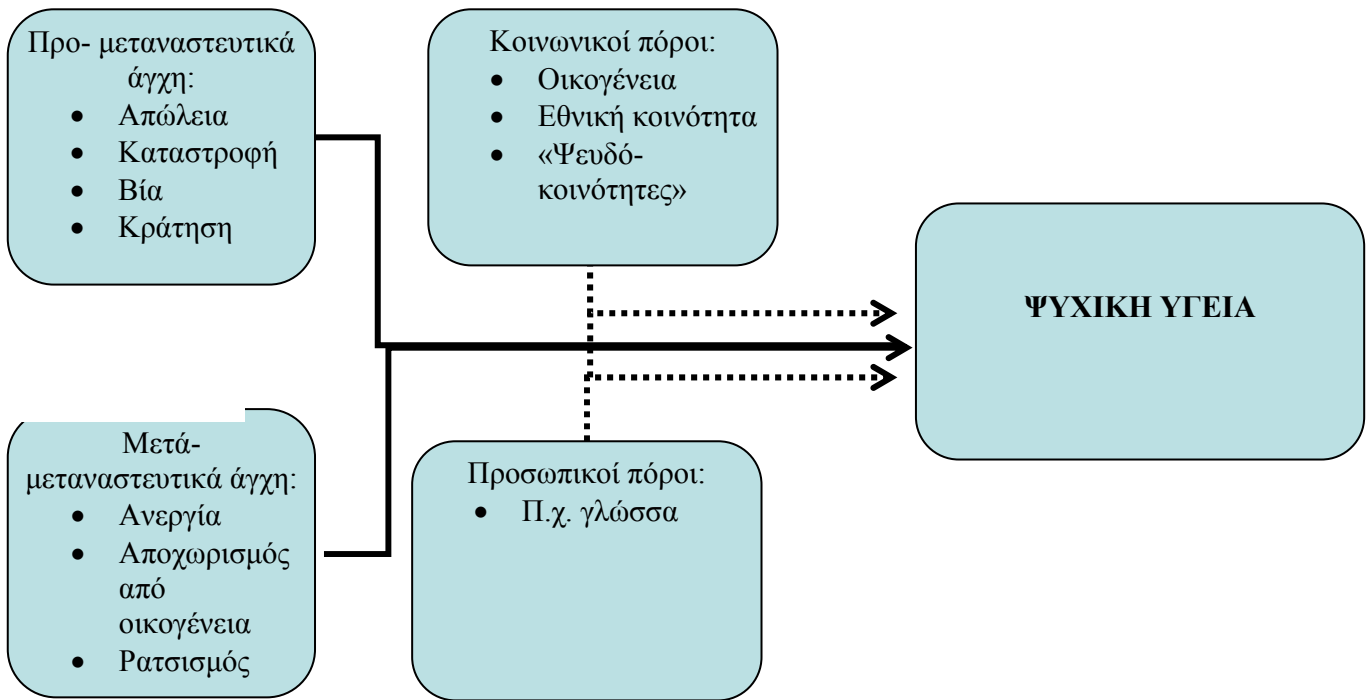 Προ- μεταναστευτικά
άγχη:
• Απώλεια
• Καταστροφή
• Βία
• Κράτηση
Κοινωνικοί πόροι:
• Οικογένεια
• Εθνική κοινότητα
• «Ψευδό-
κοινότητες»
ΨΥΧΙΚΗ ΥΓΕΙΑ
Μετά-
μεταναστευτικά άγχη:
• Ανεργία
• Αποχωρισμός
από
οικογένεια
• Ρατσισμός
Προσωπικοί πόροι:
• Π.χ. γλώσσα